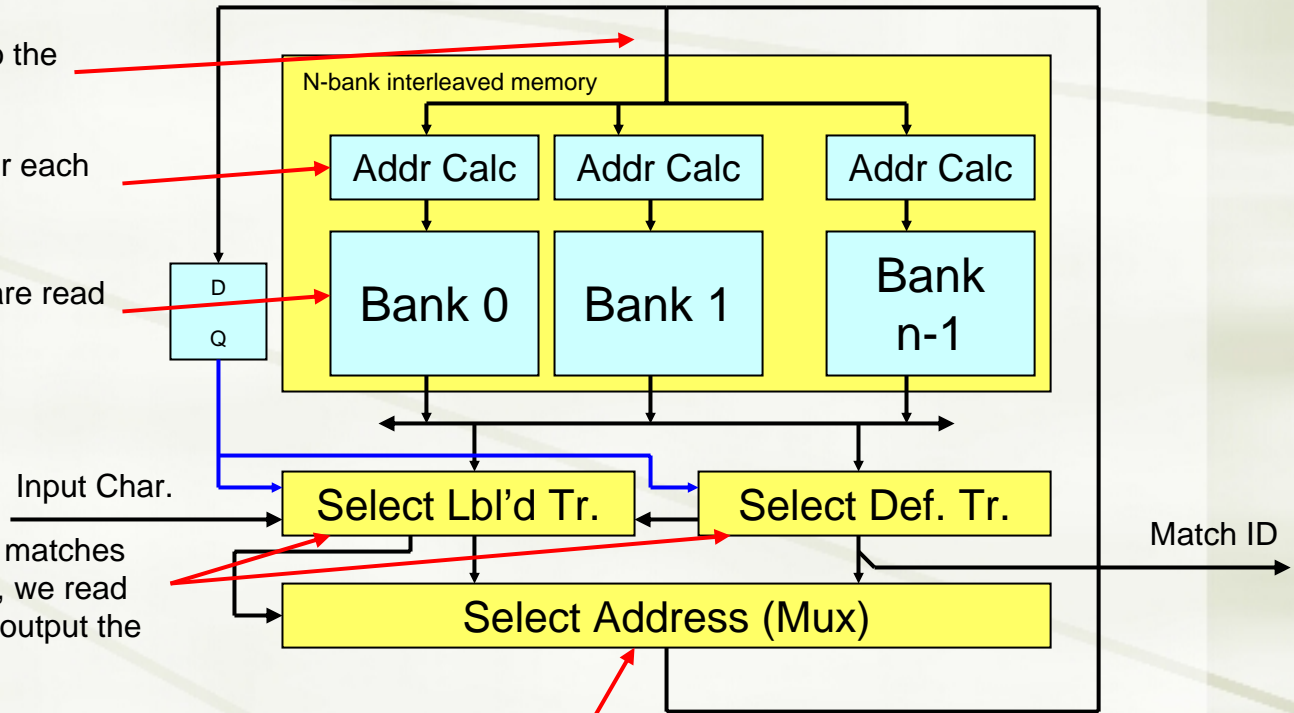 the
N-bank interleaved memory
r each
Addr Calc
Addr Calc
Addr Calc
are read
D
Q
Bank 0
Bank 1
Bank
n-1
Input Char.
Select Lbl’d Tr.
Select Def. Tr.
Match ID
matches
, we read
output the
Select Address (Mux)